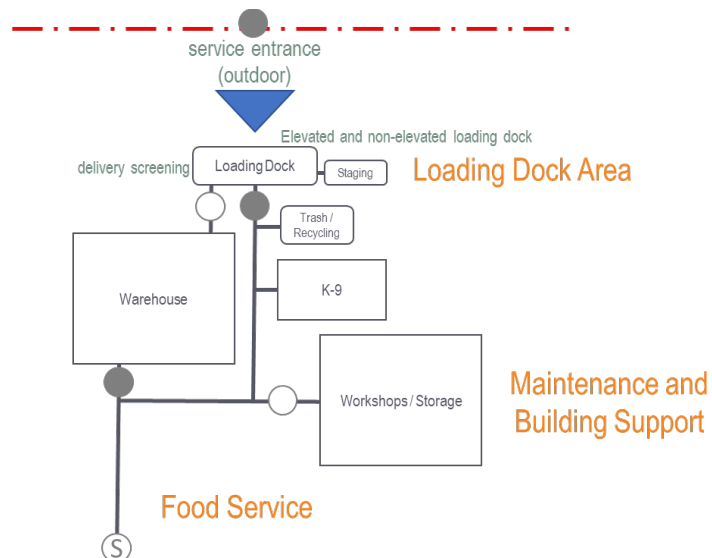 service entrance
(outdoor)
Elevated and non-elevated loading dock
delivery screening
Loading Dock
Staging
Loading Dock Area
Trash /
Recycling
K-9
Warehouse
Workshops / Storage
Maintenance and
Building Support
Food Service
S